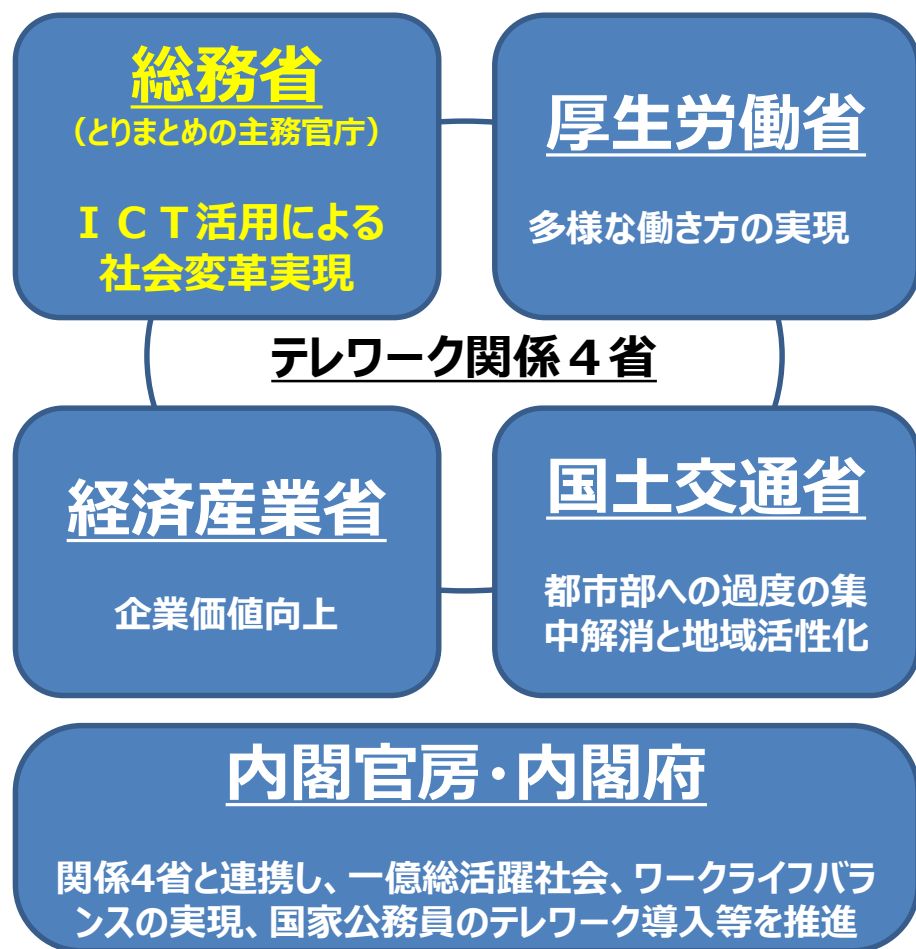 総務省
（とりまとめの主務官庁）
ＩＣＴ活用による
社会変革実現
厚生労働省
多様な働き方の実現
テレワーク関係４省
経済産業省
企業価値向上
国土交通省
都市部への過度の集
中解消と地域活性化
内閣官房・内閣府
関係4省と連携し、一億総活躍社会、ワークライフバラ
ンスの実現、国家公務員のテレワーク導入等を推進